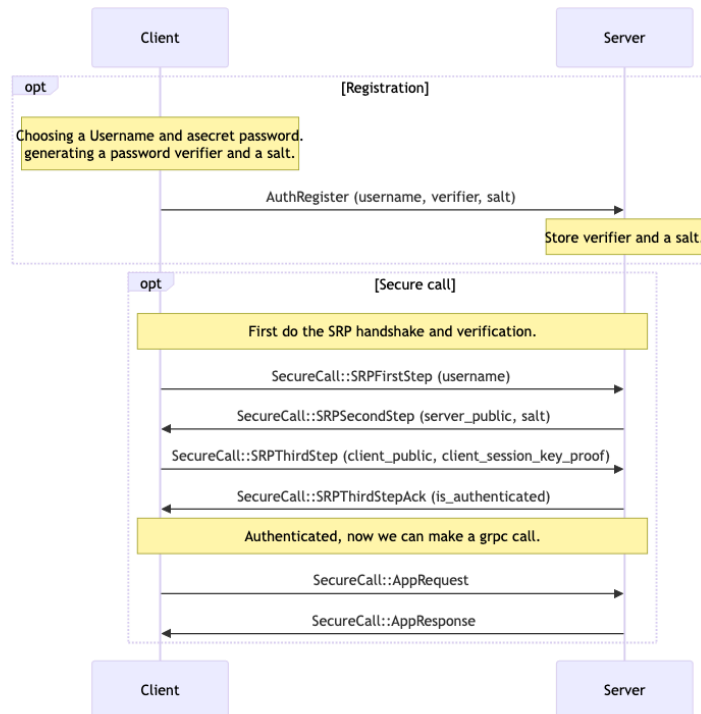 Client Server
opt [Registration]
Choosing a Username and asecret password.
generating a password verifier and a salt.
AuthRegister (username, verifier, salt)
Store verifier and a salt.
opt [Secure call]
First do the SRP handshake and verification.
SecureCall::SRPFirstStep (username)
SecureCall::SRPSecondStep (server_public, salt)
SecureCall::SRPThirdStep (client_public, client_session_key_proof)
SecureCall::SRPThirdStepAck (is_authenticated)
Authenticated, now we can make a grpc call.
SecureCall::AppRequest
SecureCall::AppResponse
Client Server